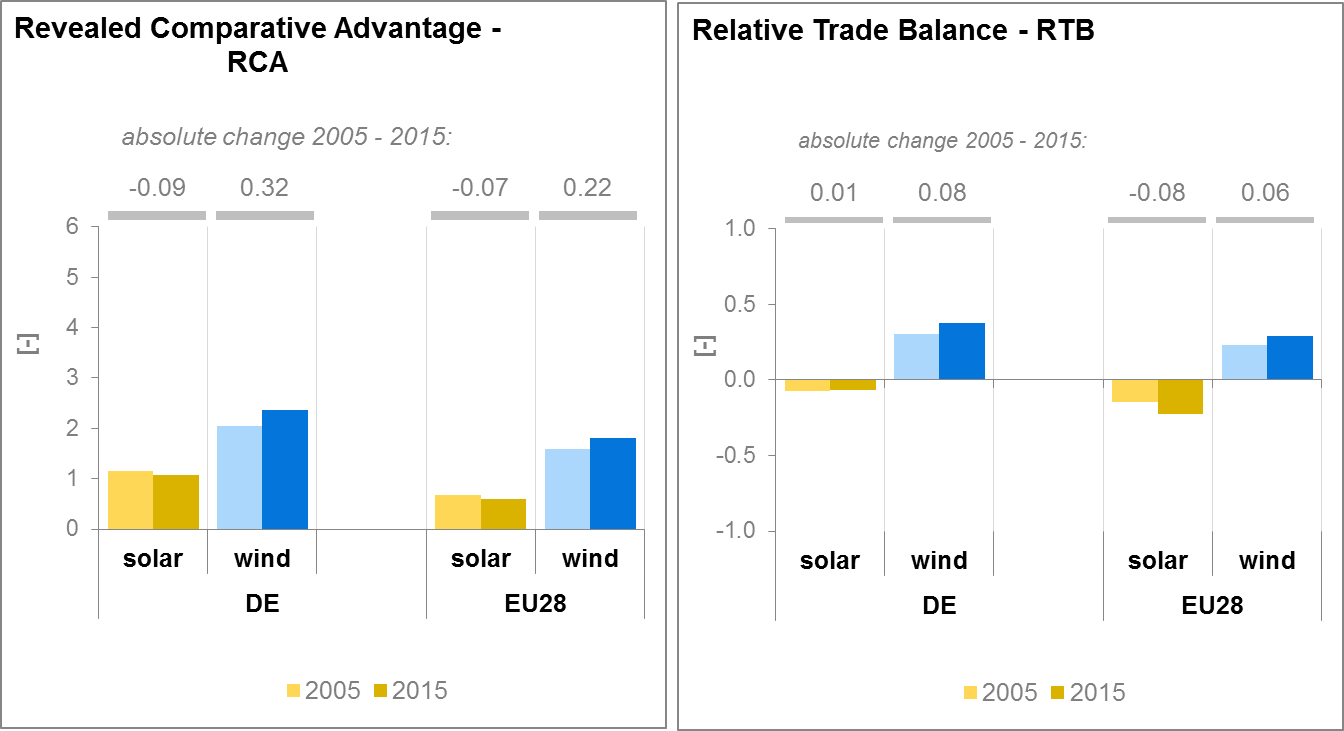 Revealed Comparative Advantage -
RCA
absolute change 2005 - 2015:
-0.09 0.32 -0.07 0.22
6
5
4
3
2
1
0
[-]
solar wind solar wind
DE EU28
2005 2015
Relative Trade Balance - RTB
absolute change 2005 - 2015:
0.01 0.08 -0.08 0.06
1.0
0.5
0.0
-0.5
-1.0
[-]
solar wind solar wind
DE EU28
2005 2015